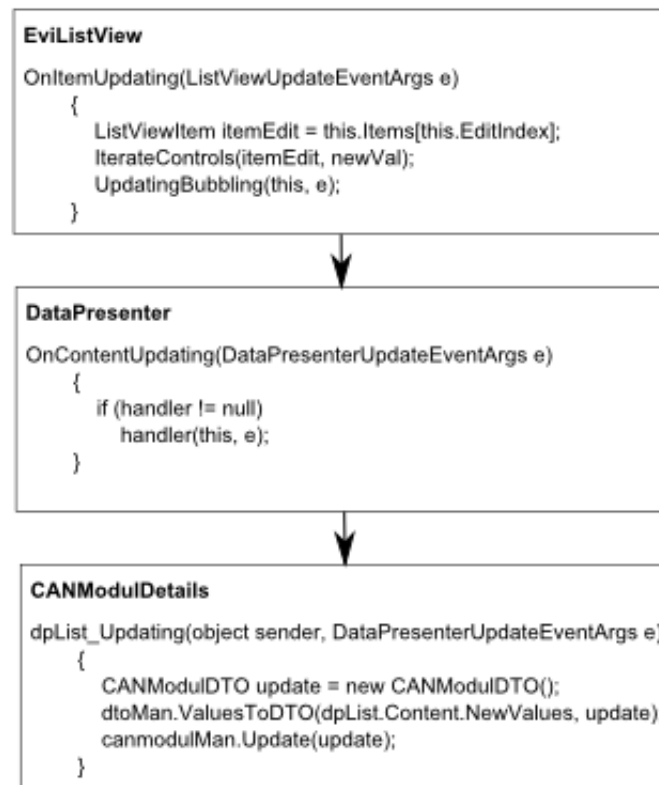 EviListView
OnItemUpdating(ListViewUpdateEventArgs e)
{
ListViewItem itemEdit = this.Items[this.EditIndex];
IterateControls(itemEdit, newVal);
UpdatingBubbling(this, e);
}
DataPresenter
OnContentUpdating(DataPresenterUpdateEventArgs e)
{
if (handler != null)
handler(this, e);
}
CANModulDetails
dpList_Updating(object sender, DataPresenterUpdateEventArgs e)
{
CANModulDTO update = new CANModulDTO();
dtoMan.ValuesToDTO(dpList.Content.NewValues, update)
canmodulMan.Update(update);
}